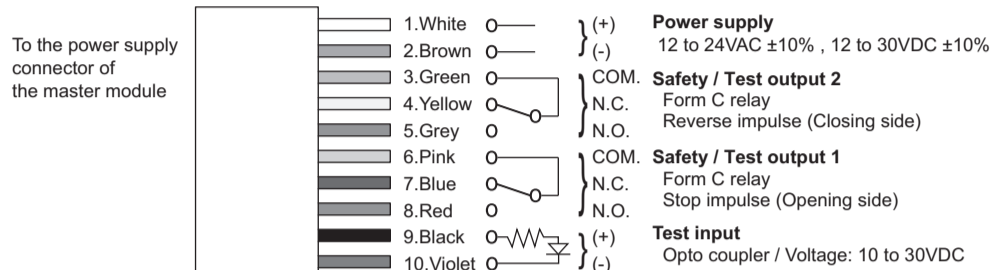 To the power supply
connector of
the master module
1.White (+) Power supply
12 to 24VAC ±10% , 12 to 30VDC ±10%
2.Brown (-)
3.Green COM. Safety / Test output 2
4.Yellow N.C. Form C relay
5.Grey N.O. Reverse impulse (Closing side)
6.Pink COM. Safety / Test output 1
7.Blue N.C. Form C relay
8.Red N.O. Stop impulse (Opening side)
9.Black (+) Test input
10.Violet (-) Opto coupler / Voltage: 10 to 30VDC